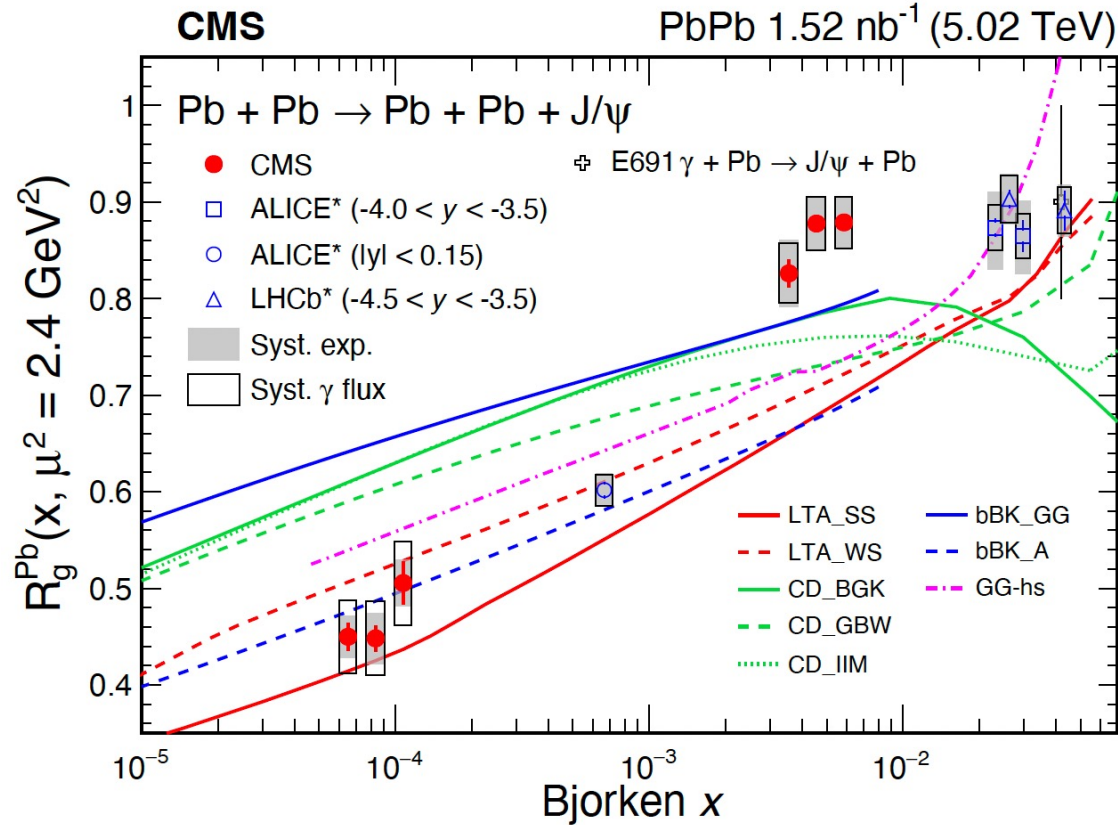 CMS PbPb 1.52 nb⁻¹ (5.02 TeV)
Pb + Pb → Pb + Pb + J/ψ
CMS
E691 γ + Pb → J/ψ + Pb
ALICE* (-4.0 < y < -3.5)
ALICE* (|y| < 0.15)
LHCb* (-4.5 < y < -3.5)
Syst. exp.
Syst. γ flux
LTA_SS
LTA_WS
CD_BGK
CD_GBW
CD_IIM
bBK_GG
bBK_A
GG-hs
R_g^Pb(x, μ² = 2.4 GeV²)
1
0.9
0.8
0.7
0.6
0.5
0.4
10⁻⁵ 10⁻⁴ 10⁻³ 10⁻²
Bjorken x